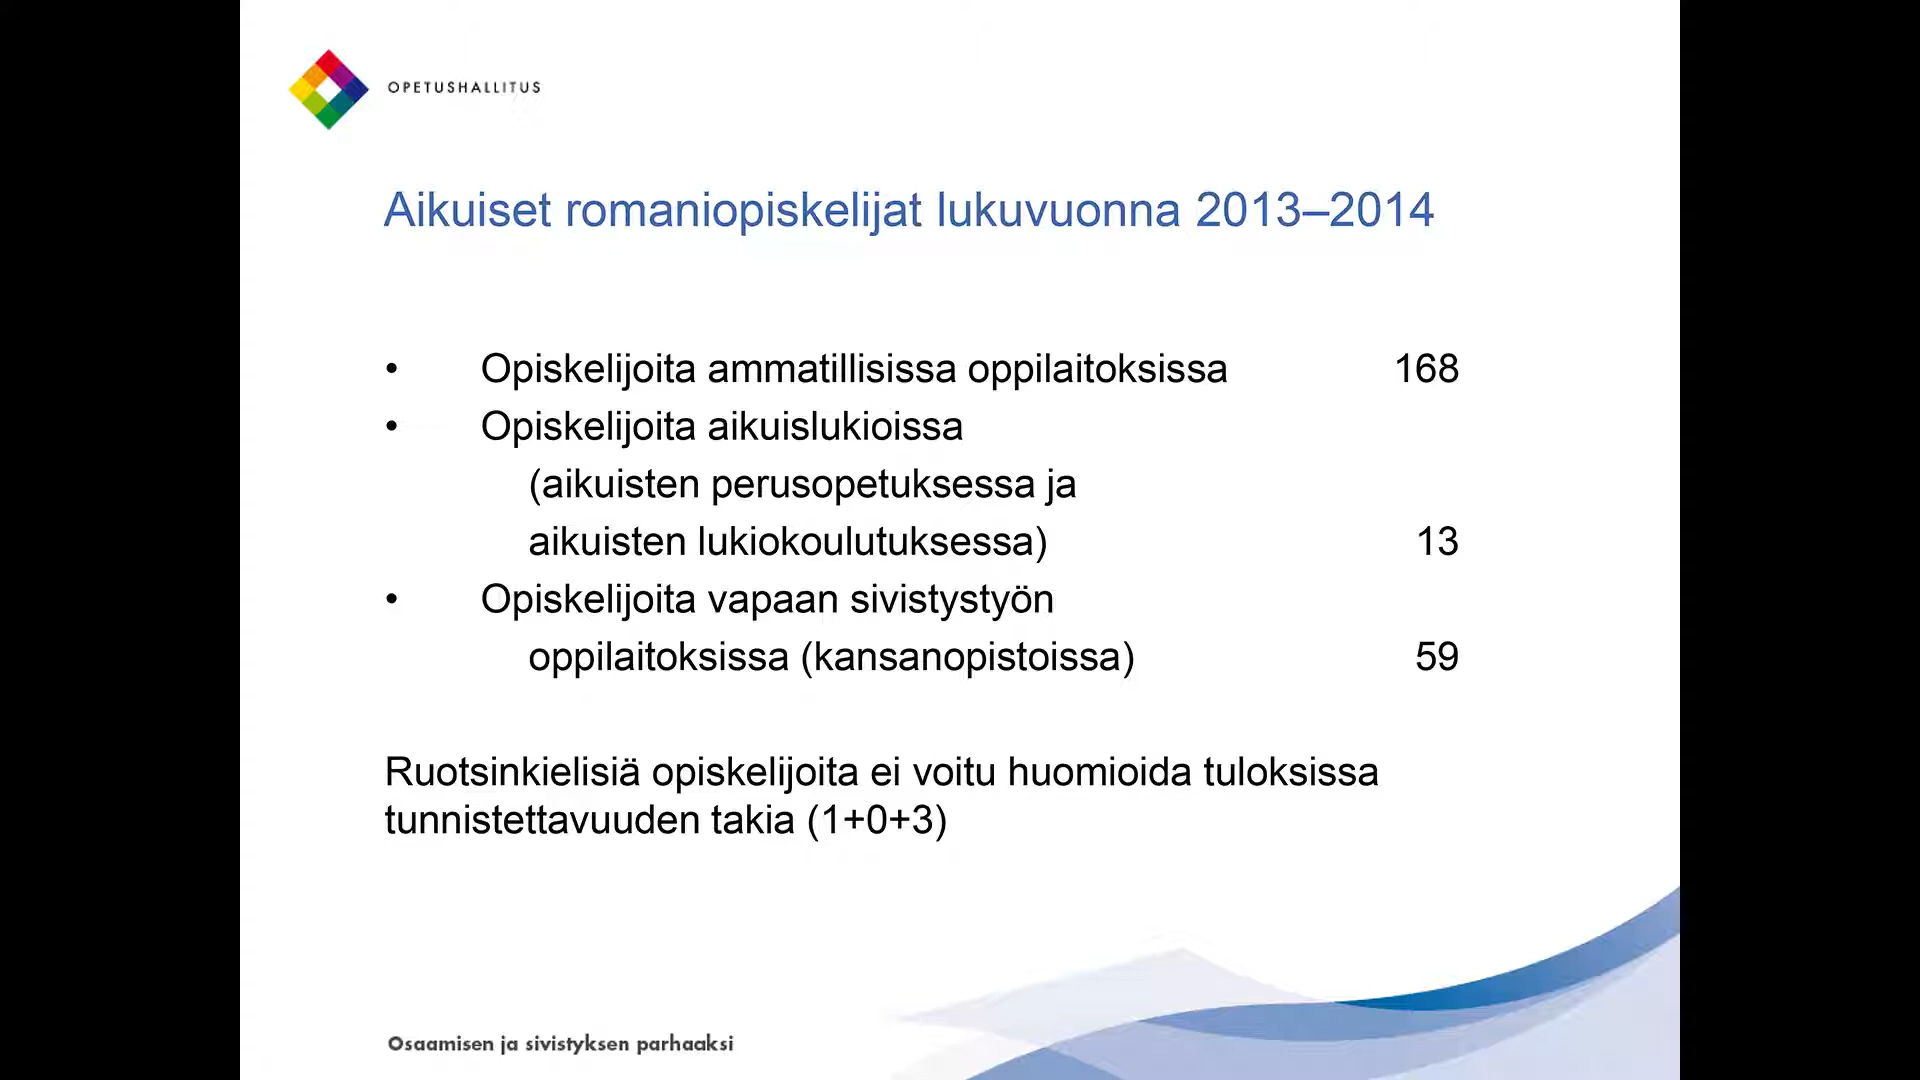 OPETUSHALLITUS
Aikuiset romaniopiskelijat lukuvuonna 2013–2014
• Opiskelijoita ammatillisissa oppilaitoksissa 168
• Opiskelijoita aikuislukioissa
(aikuisten perusopetuksessa ja
aikuisten lukiokoulutuksessa) 13
• Opiskelijoita vapaan sivistystyön
oppilaitoksissa (kansanopistoissa) 59
Ruotsinkielisiä opiskelijoita ei voitu huomioida tuloksissa
tunnistettavuuden takia (1+0+3)
Osaamisen ja sivistyksen parhaaksi